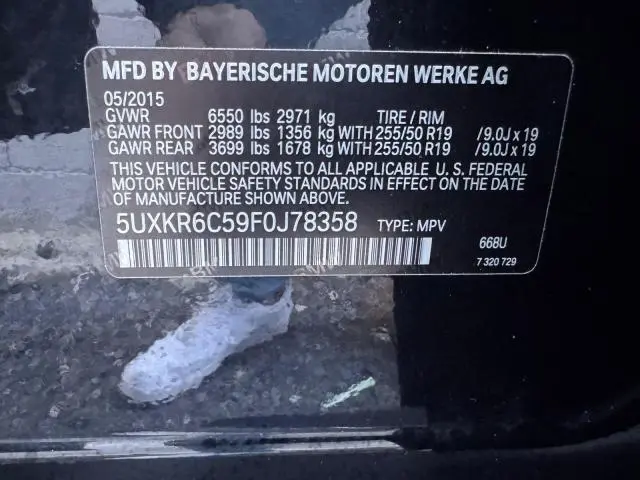 MFD BY BAYERISCHE MOTOREN WERKE AG
05/2015
GVWR 6550 lbs 2971 kg TIRE / RIM
GAWR FRONT 2989 lbs 1356 kg WITH 255/50 R19 /9.0J x 19
GAWR REAR 3699 lbs 1678 kg WITH 255/50 R19 /9.0J x 19
THIS VEHICLE CONFORMS TO ALL APPLICABLE U. S. FEDERAL
MOTOR VEHICLE SAFETY STANDARDS IN EFFECT ON THE DATE
OF MANUFACTURE SHOWN ABOVE.
5UXKR6C59F0J78358 TYPE: MPV
668U
7 320 729